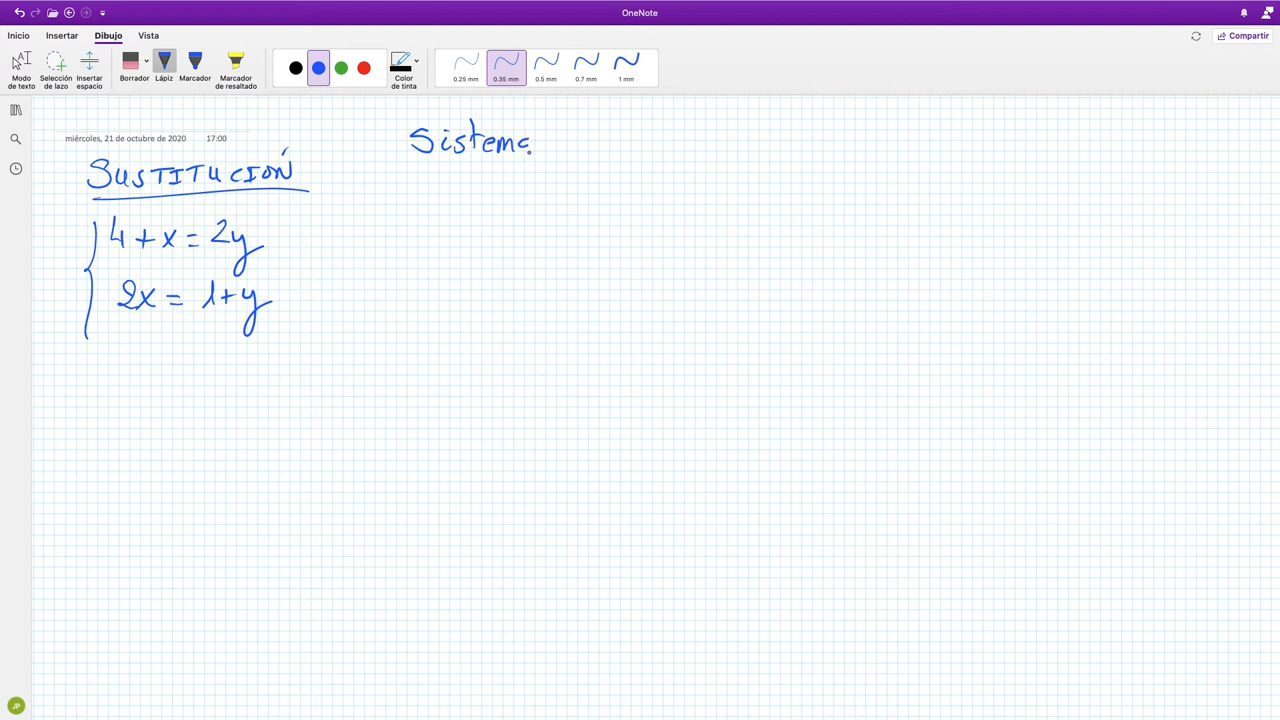 OneNote
Inicio
Insertar
Dibujo
Vista
Compartir
Modo de texto
Selección de lazo
Insertar espacio
Borrador
Lápiz
Marcador
Marcador de resaltado
Color de tinta
0.25 mm
0.35 mm
0.5 mm
0.7 mm
1 mm
miércoles, 21 de octubre de 2020 17:00
Sistema
SUSTITUCIÓN
4 + x = 2y
2x = 1 + y
JP